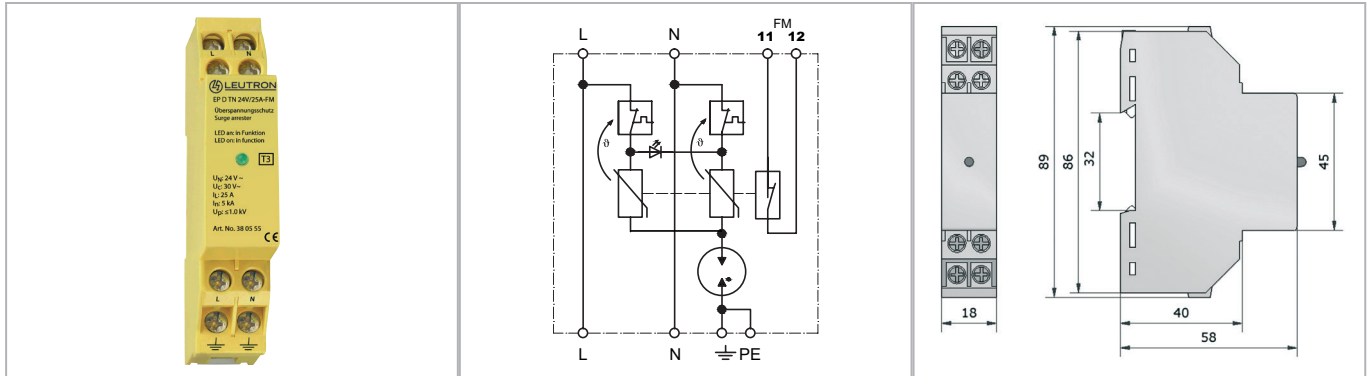 L N
LEUTRON
EP D TN 24V/25A-FM
Überspannungsschutz
Surge arrester
LED an: in Funktion
LED on: in function
T3
UN: 24 V ~
UC: 30 V~
IL: 25 A
In: 5 kA
UP: ≤1.0 kV
Art. No. 38 05 55
CE
L N
L N FM
11 12
ϑ ϑ
L N PE
89 86 32 45
18 40
58